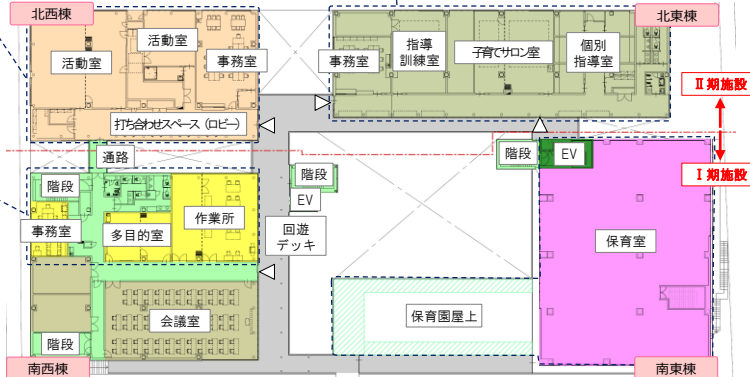 北西棟
北東棟
活動室
活動室
事務室
打ち合わせスペース（ロビー）
事務室
指導
訓練室
子育てサロン室
個別
指導室
Ⅱ期施設
Ⅰ期施設
通路
階段
事務室
多目的室
作業所
階段
EV
回遊
デッキ
階段
EV
保育室
会議室
階段
保育園屋上
南西棟
南東棟